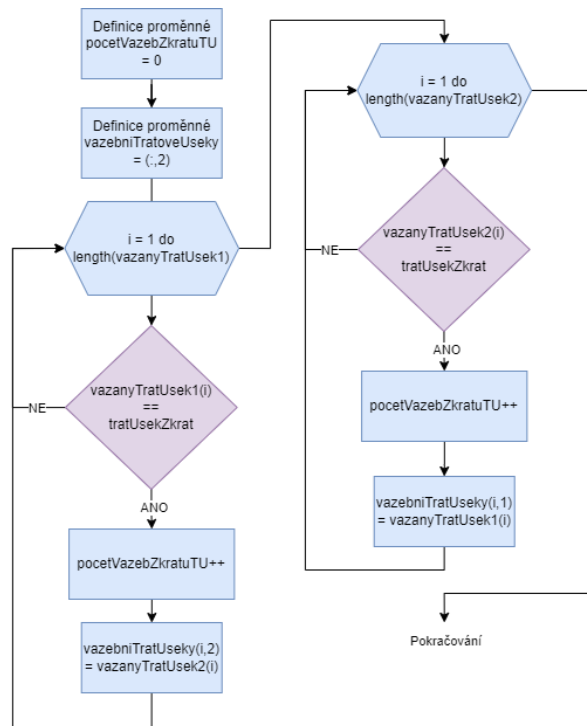 Definice proměnné
pocetVazebZkratuTU
= 0
Definice proměnné
vazebniTratoveUseky
= (:,2)
i = 1 do
length(vazanyTratUsek1)
NE
vazanyTratUsek1(i)
==
tratUsekZkrat
ANO
pocetVazebZkratuTU++
vazebniTratUseky(i,2)
= vazanyTratUsek2(i)
i = 1 do
length(vazanyTratUsek2)
NE
vazanyTratUsek2(i)
==
tratUsekZkrat
ANO
pocetVazebZkratuTU++
vazebniTratUseky(i,1)
= vazanyTratUsek1(i)
Pokračování